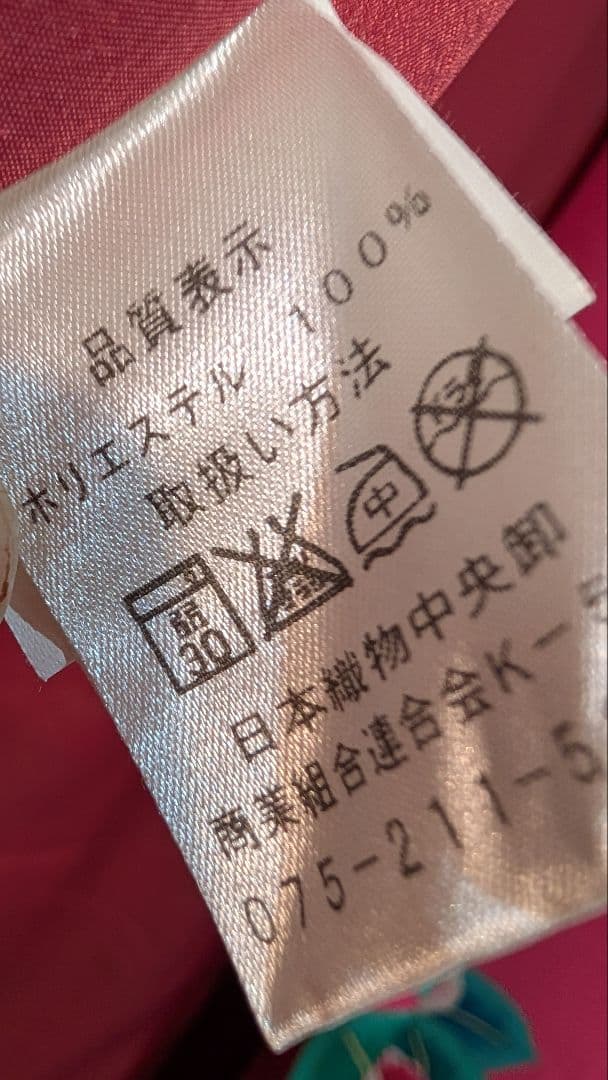 品質表示
ポリエステル 100%
取扱い方法
弱 30 中
日本織物中央卸
商業組合連合会K-5
075-211-5